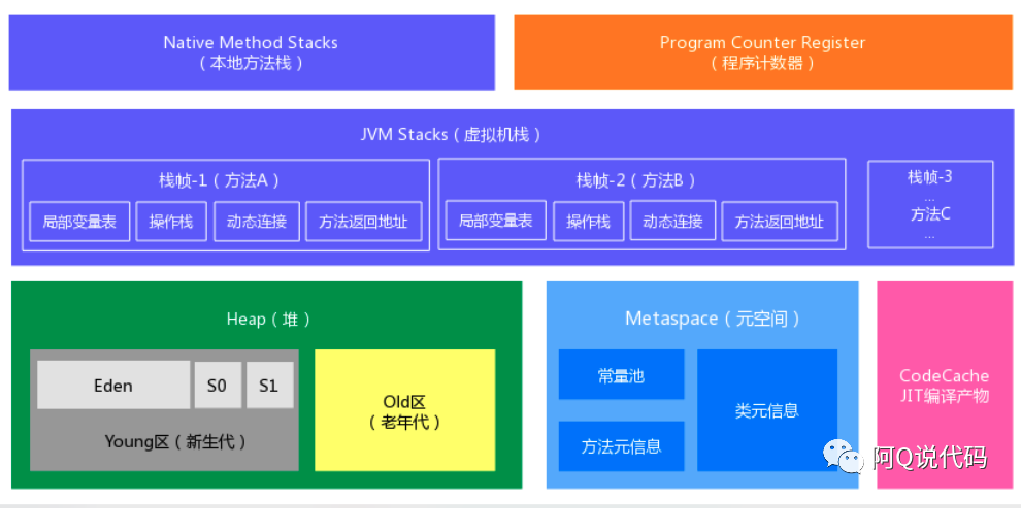 Native Method Stacks
（本地方法栈）
Program Counter Register
（程序计数器）
JVM Stacks（虚拟机栈）
栈帧-1（方法A）
局部变量表
操作栈
动态连接
方法返回地址
栈帧-2（方法B）
局部变量表
操作栈
动态连接
方法返回地址
栈帧-3
...
方法C
...
Heap（堆）
Eden
S0
S1
Young区（新生代）
Old区
（老年代）
Metaspace（元空间）
常量池
方法元信息
类元信息
CodeCache
JIT编译产物
阿Q说代码